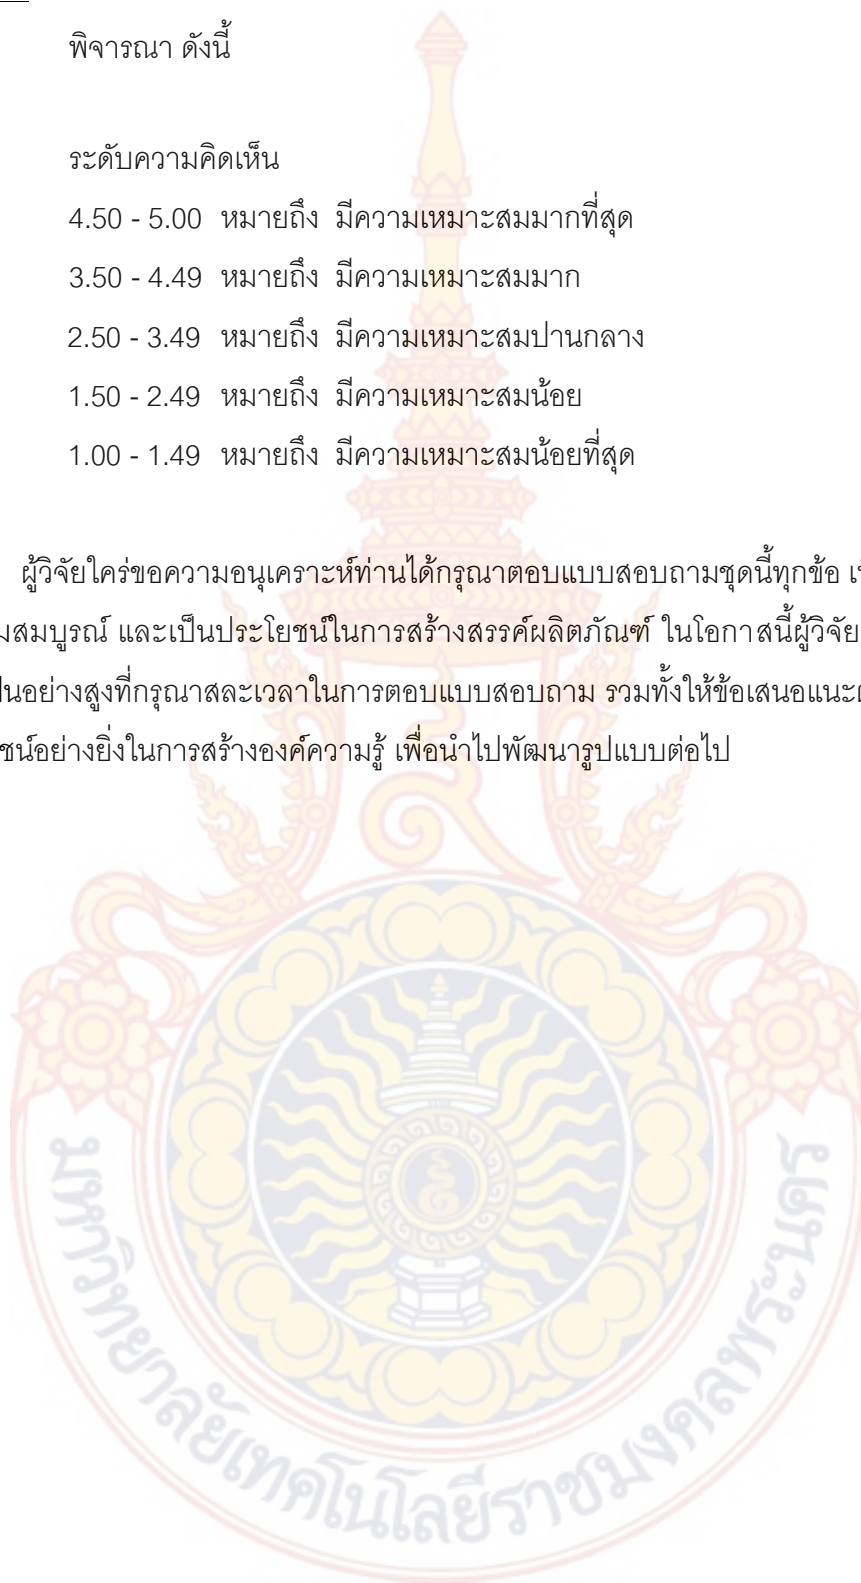 พิจารณา ดังนี้
ระดับความคิดเห็น
4.50 - 5.00 หมายถึง มีความเหมาะสมมากที่สุด
3.50 - 4.49 หมายถึง มีความเหมาะสมมาก
2.50 - 3.49 หมายถึง มีความเหมาะสมปานกลาง
1.50 - 2.49 หมายถึง มีความเหมาะสมน้อย
1.00 - 1.49 หมายถึง มีความเหมาะสมน้อยที่สุด
ผู้วิจัยใคร่ขอความอนุเคราะห์ท่านได้กรุณาตอบแบบสอบถามชุดนี้ทุกข้อ
มสมบูรณ์ และเป็นประโยชน์ในการสร้างสรรค์ผลิตภัณฑ์ ในโอกาสนี้ผู้วิจัย
นอย่างสูงที่กรุณาสละเวลาในการตอบแบบสอบถาม รวมทั้งให้ข้อเสนอแนะ
ชน์อย่างยิ่งในการสร้างองค์ความรู้ เพื่อนำไปพัฒนารูปแบบต่อไป
มหาวิทยาลัยเทคโนโลยีราชมงคลพระนคร